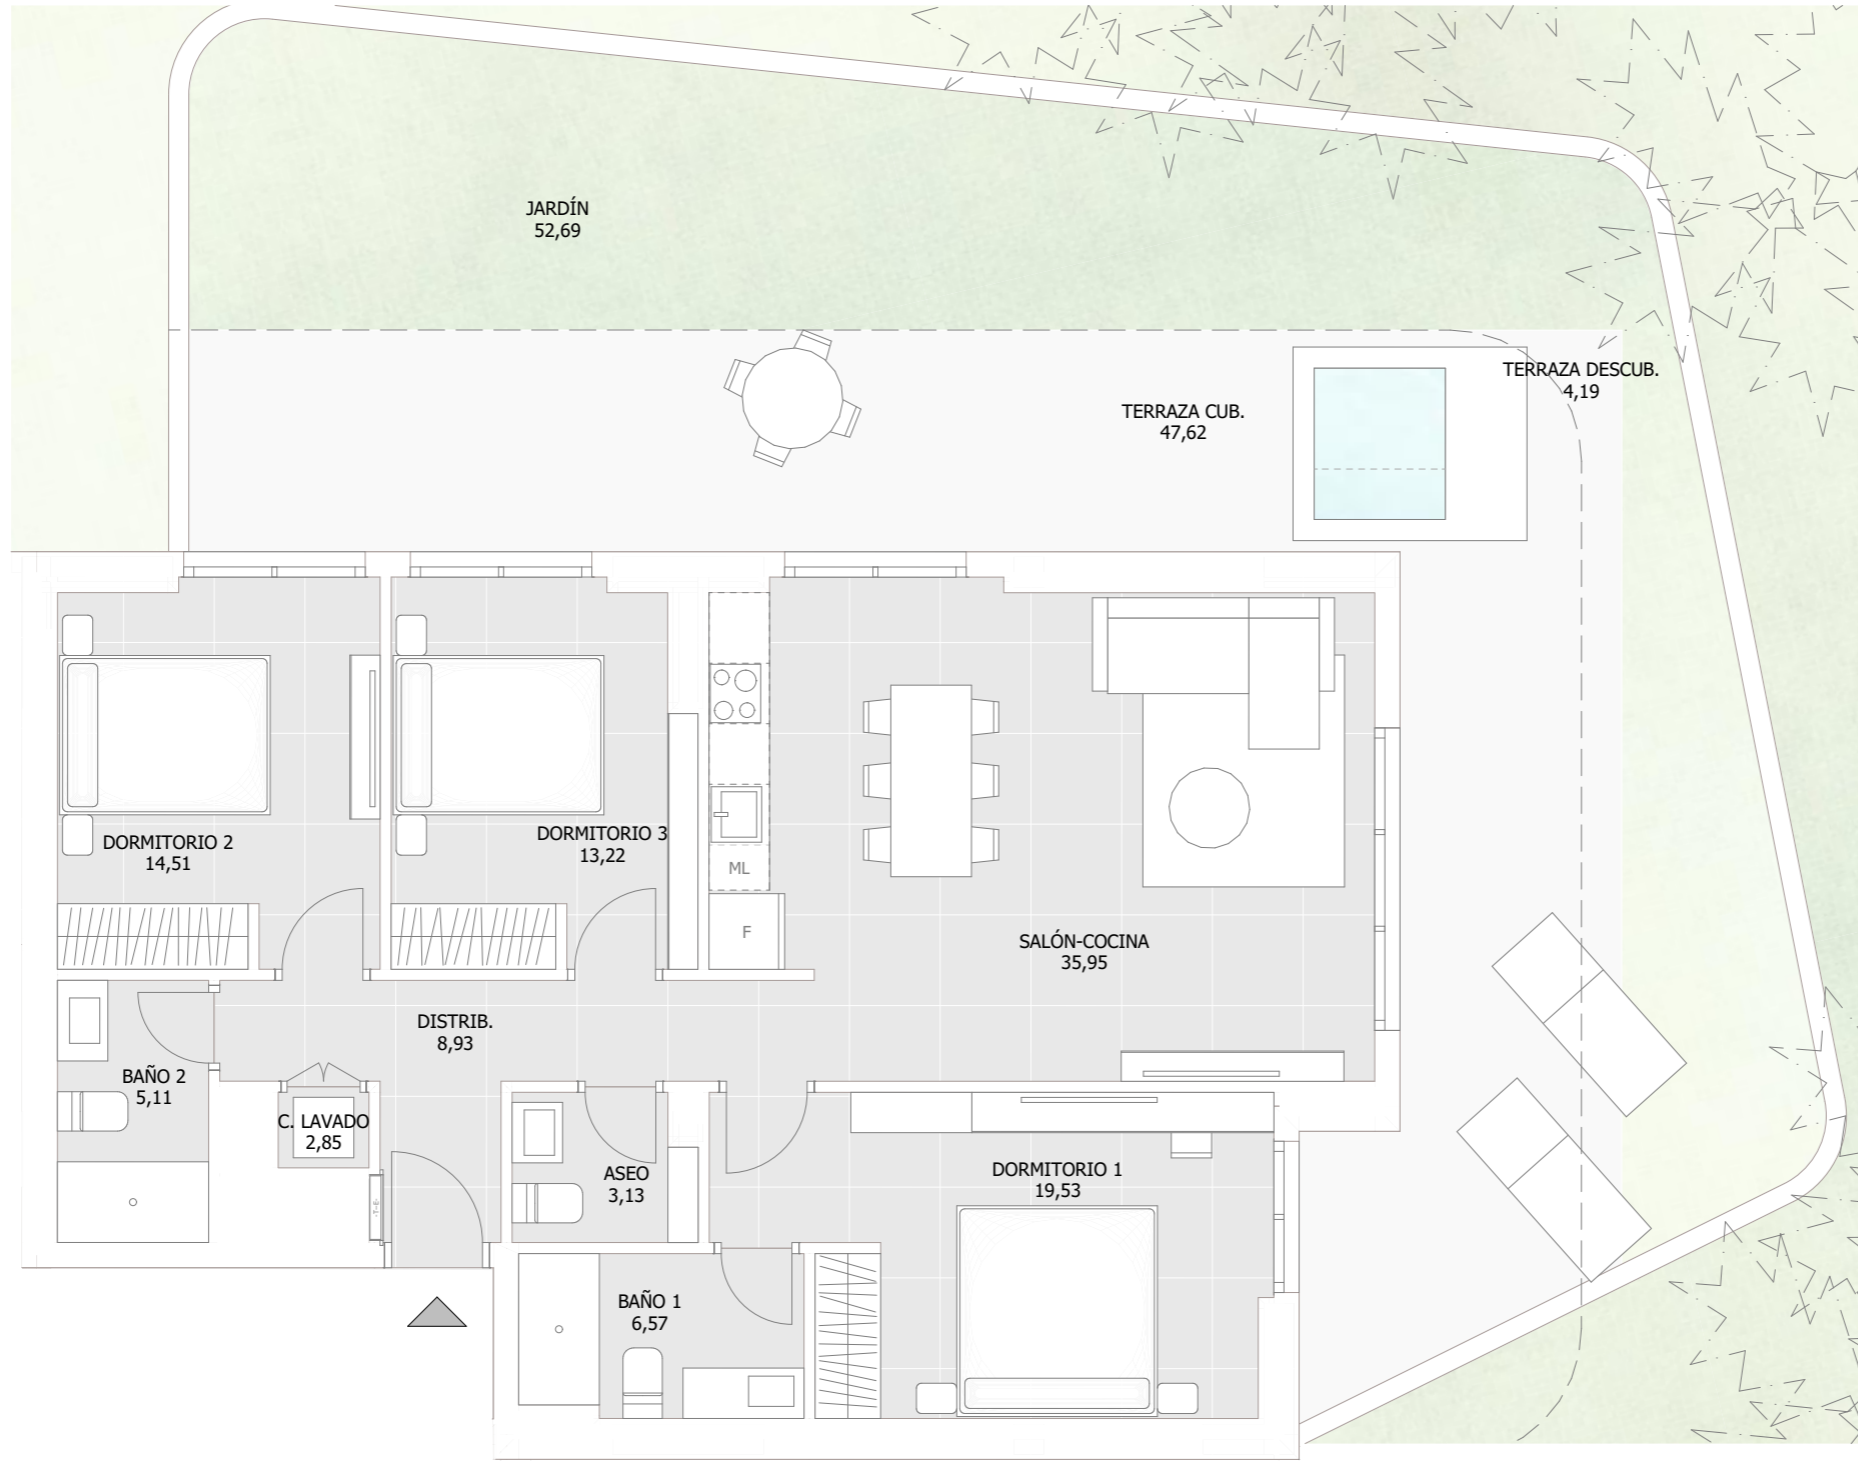 JARDÍN
52,69
TERRAZA DESCUB.
4,19
TERRAZA CUB.
47,62
DORMITORIO 2
14,51
DORMITORIO 3
13,22
ML
F
SALÓN-COCINA
35,95
DISTRIB.
8,93
BAÑO 2
5,11
C. LAVADO
2,85
ASEO
3,13
DORMITORIO 1
19,53
BAÑO 1
6,57